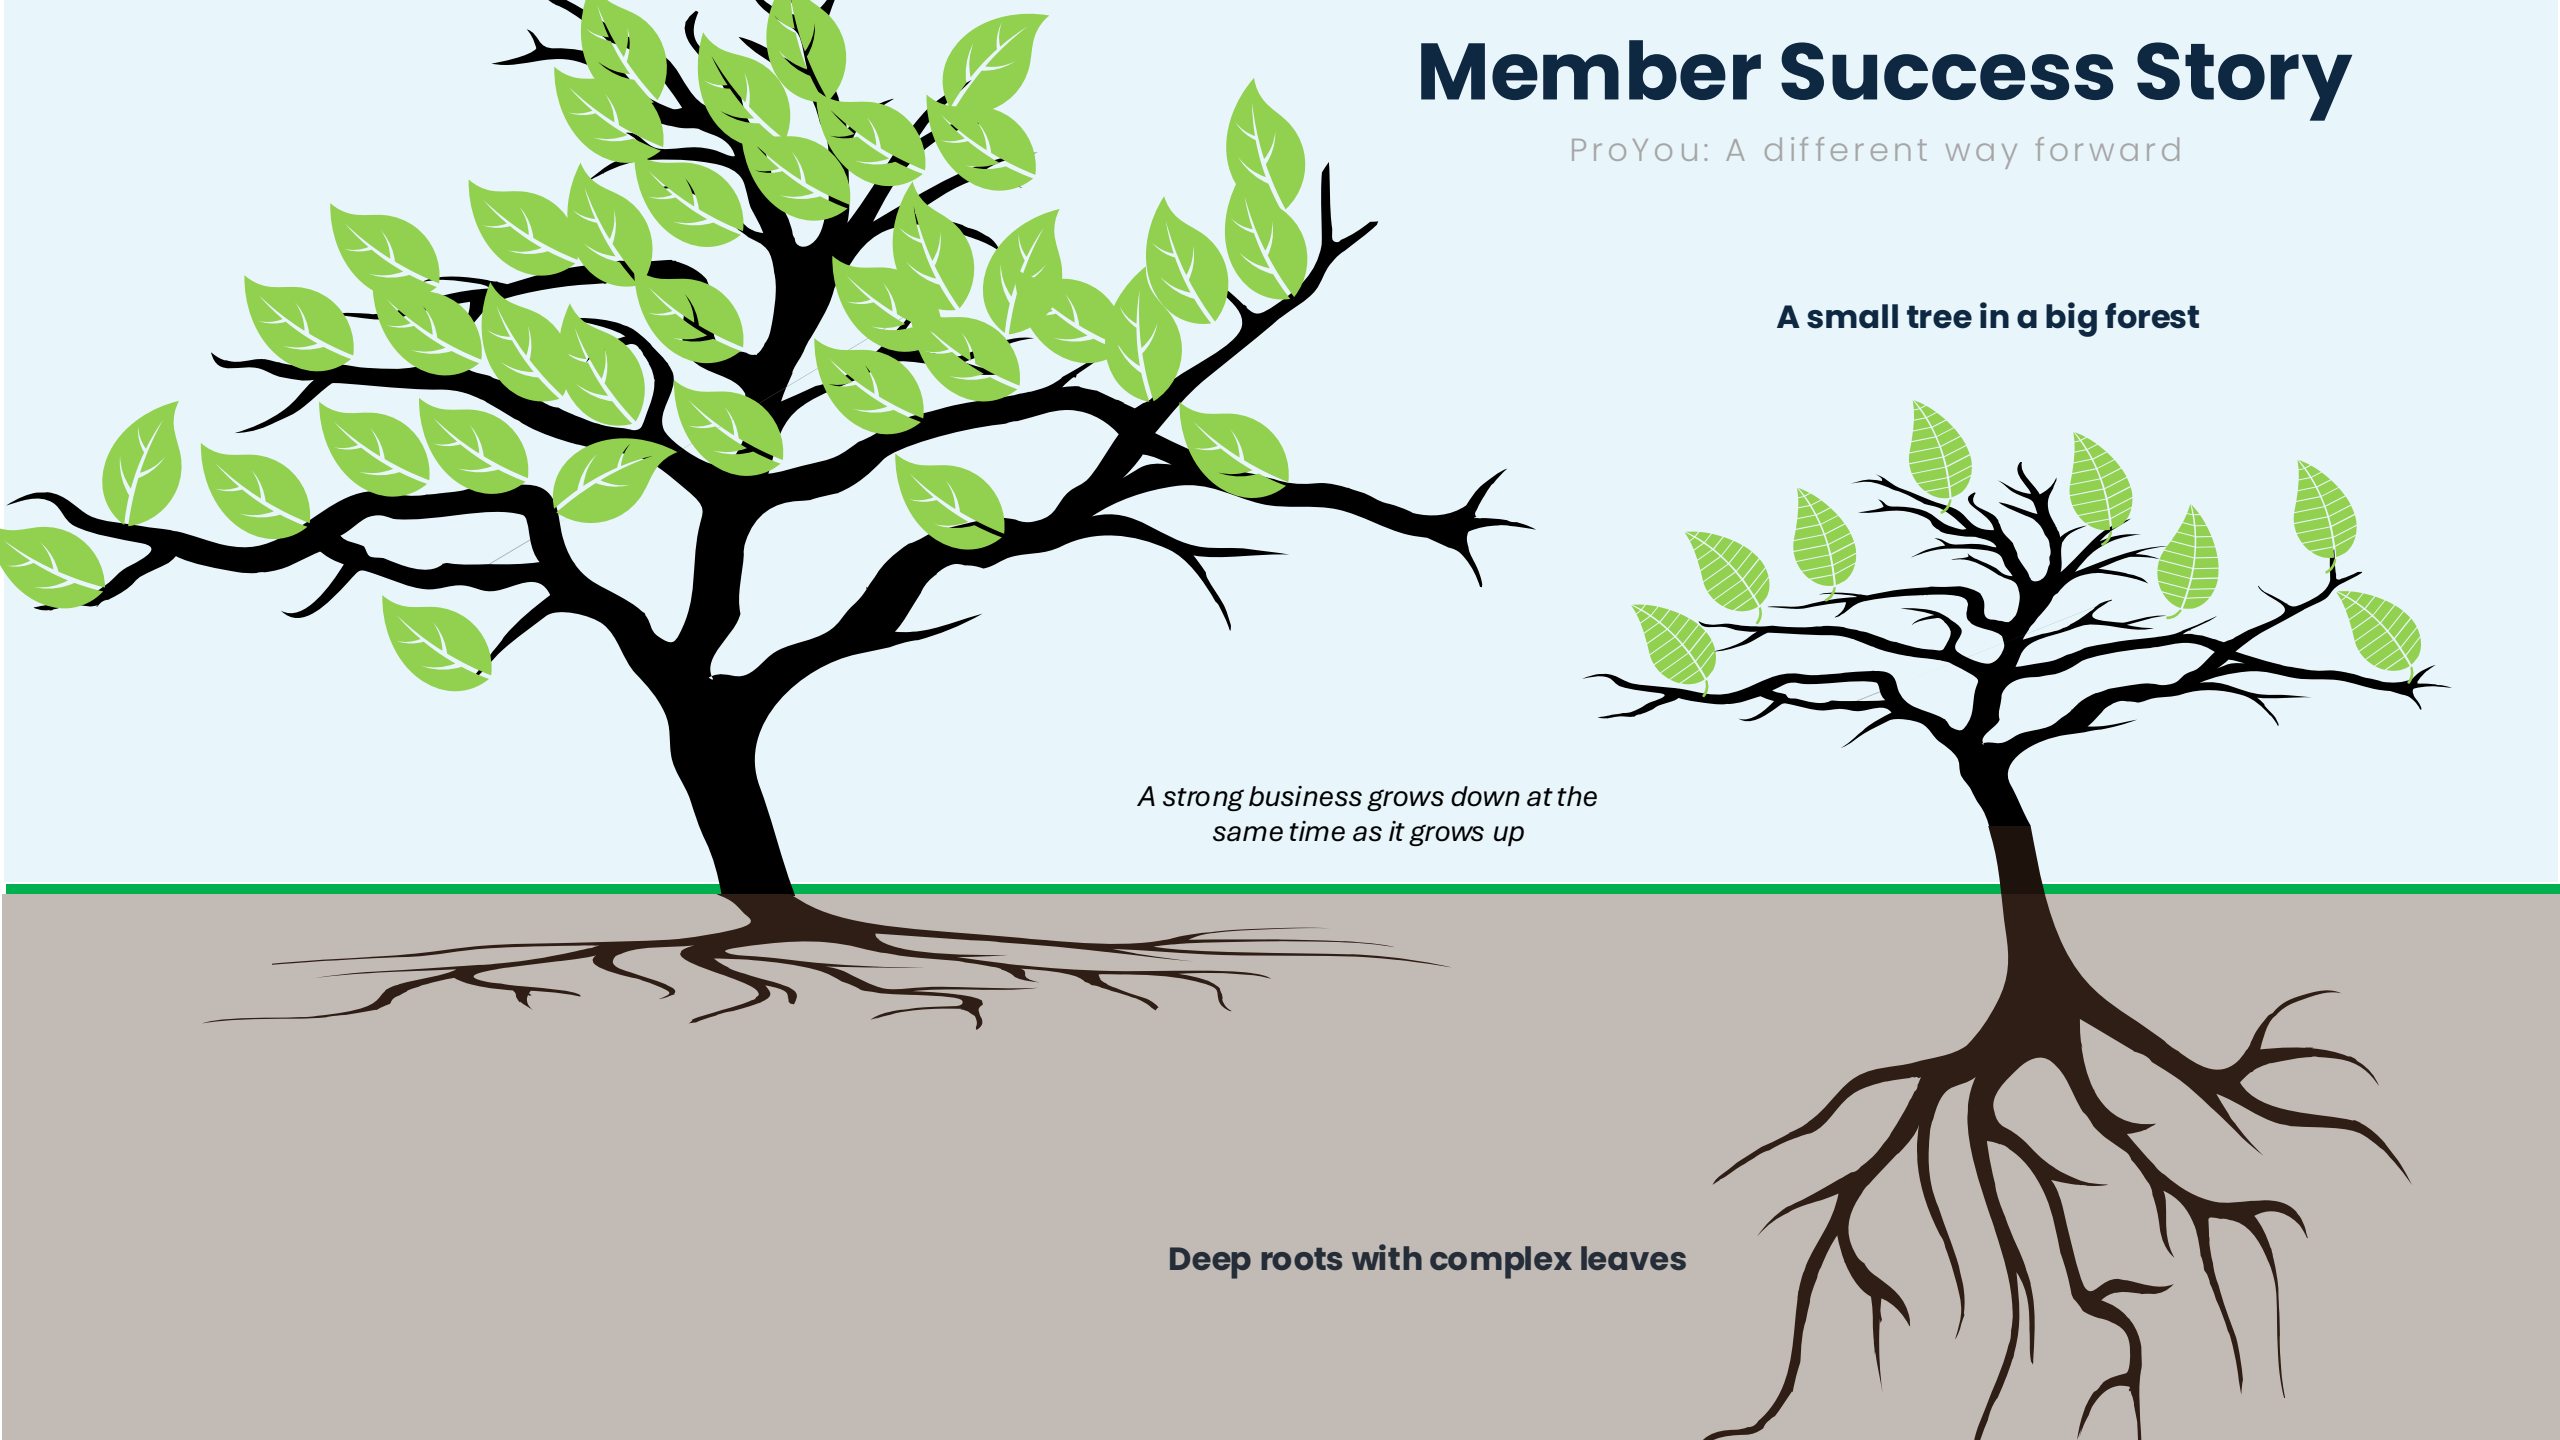 Member Success Story
ProYou: A different way forward
A small tree in a big forest
A strong business grows down at the
same time as it grows up
Deep roots with complex leaves